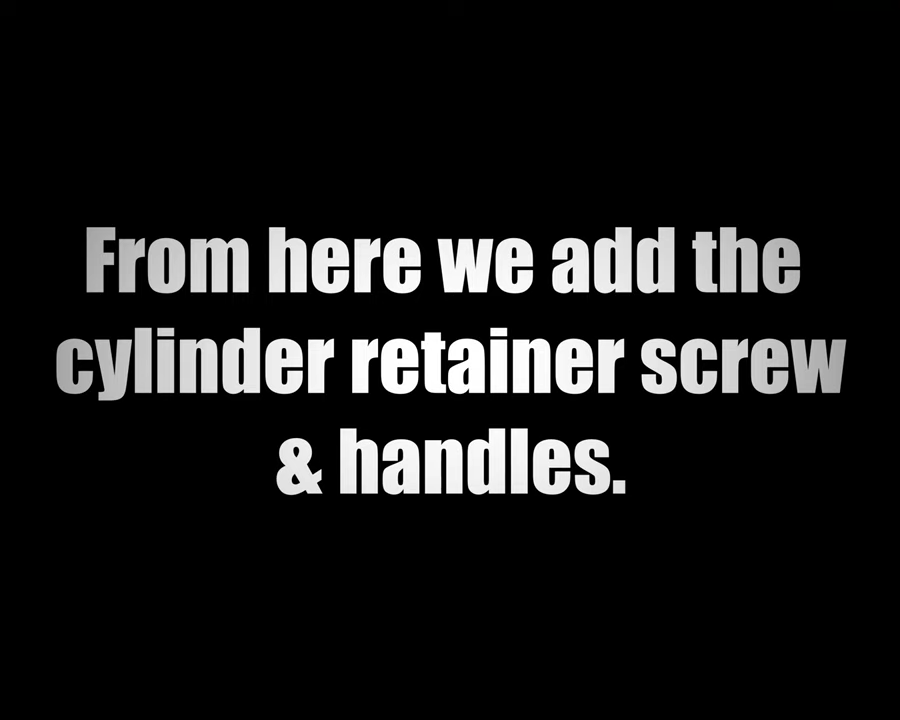 From here we add the
cylinder retainer screw
& handles.